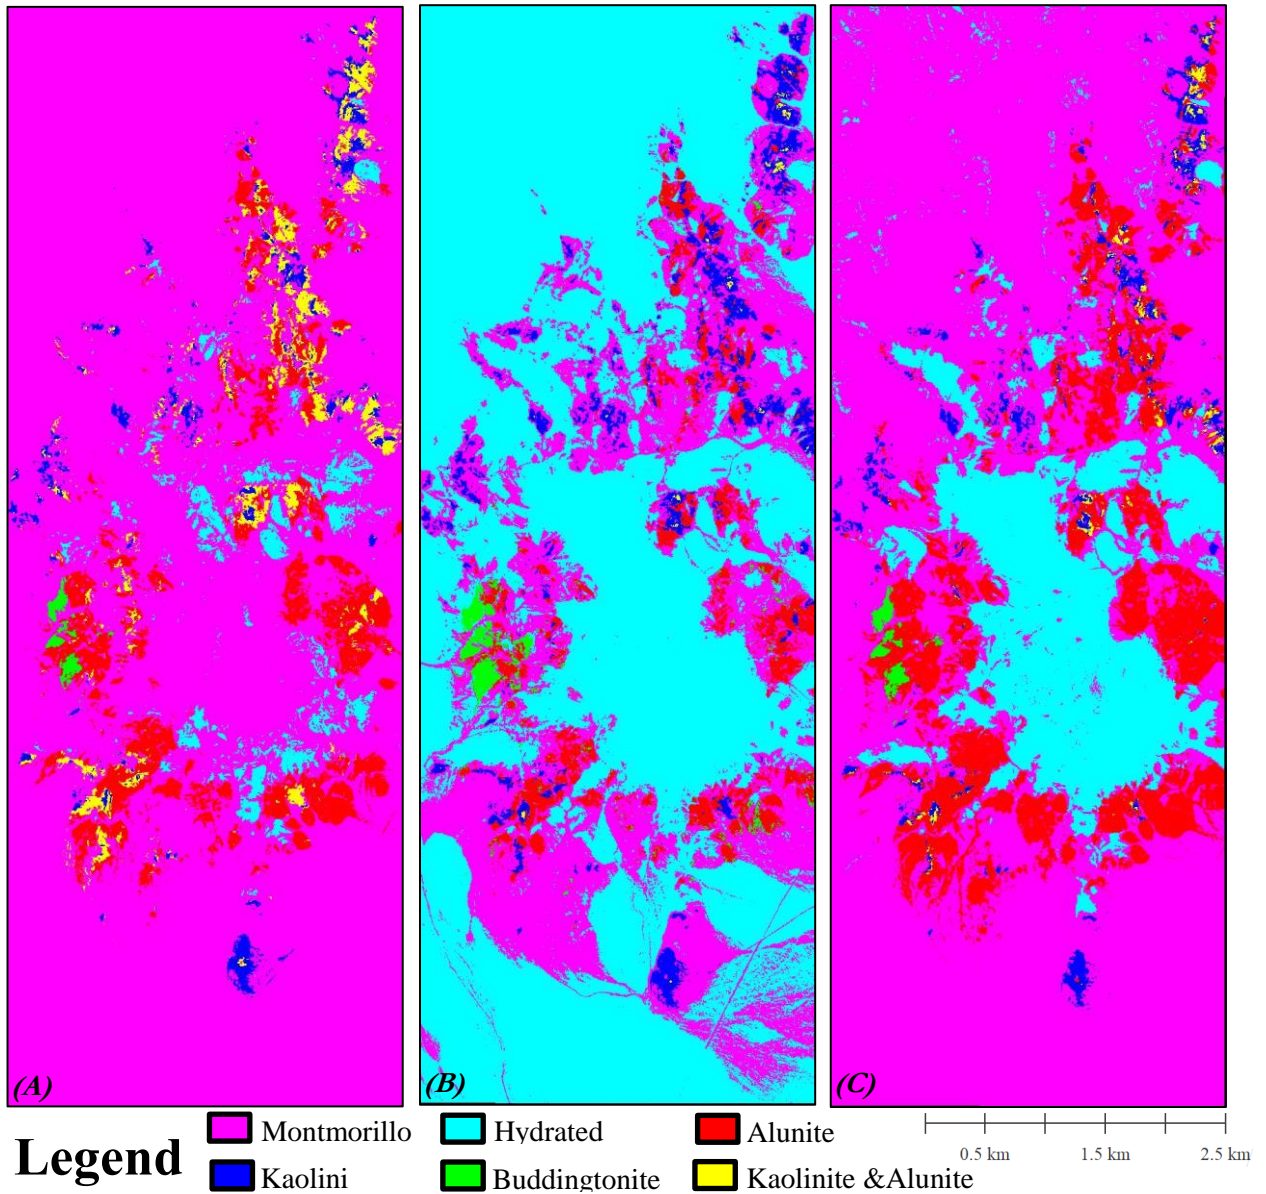 (A) (B) (C)
Legend
Montmorillo Hydrated Alunite
Kaolini Buddingtonite Kaolinite &Alunite
0.5 km 1.5 km 2.5 km